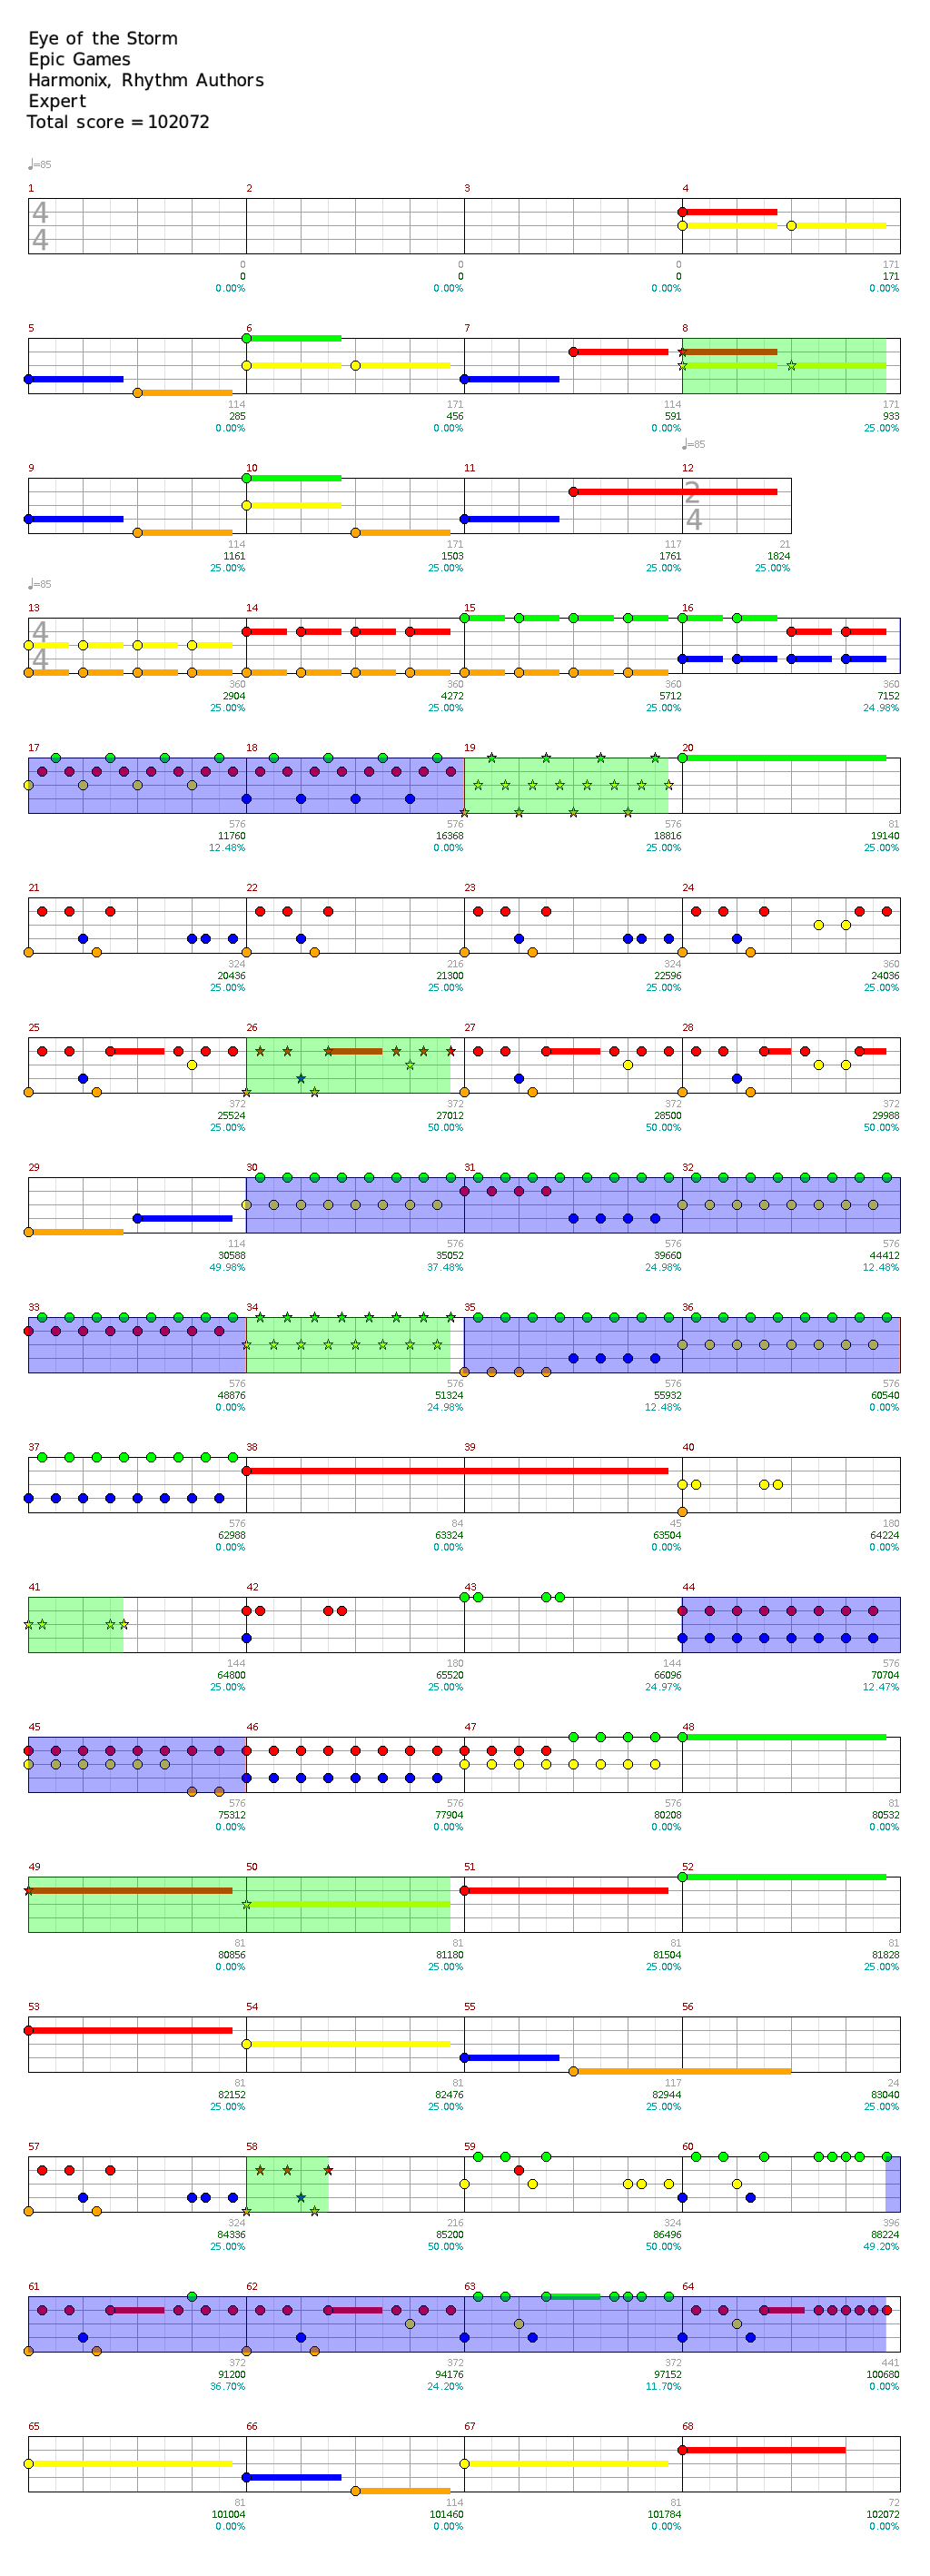 Eye of the Storm
Epic Games
Harmonix, Rhythm Authors
Expert
Total score = 102072
♩=85
1 2 3 4
4
4
0 0 0 171
0 0 0 171
0.00% 0.00% 0.00% 0.00%
5 6 7 8
114 171 114 171
285 456 591 933
0.00% 0.00% 0.00% 25.00%
♩=85
9 10 11 12
2
4
114 171 117 21
1161 1503 1761 1824
25.00% 25.00% 25.00% 25.00%
♩=85
13 14 15 16
4
4
360 360 360 360
2904 4272 5712 7152
25.00% 25.00% 25.00% 24.98%
17 18 19 20
576 576 576 81
11760 16368 18816 19140
12.48% 0.00% 25.00% 25.00%
21 22 23 24
324 216 324 360
20436 21300 22596 24036
25.00% 25.00% 25.00% 25.00%
25 26 27 28
372 372 372 372
25524 27012 28500 29988
25.00% 50.00% 50.00% 50.00%
29 30 31 32
114 576 576 576
30588 35052 39660 44412
49.98% 37.48% 24.98% 12.48%
33 34 35 36
576 576 576 576
48876 51324 55932 60540
0.00% 24.98% 12.48% 0.00%
37 38 39 40
576 84 45 180
62988 63324 63504 64224
0.00% 0.00% 0.00% 0.00%
41 42 43 44
144 180 144 576
64800 65520 66096 70704
25.00% 25.00% 24.97% 12.47%
45 46 47 48
576 576 576 81
75312 77904 80208 80532
0.00% 0.00% 0.00% 0.00%
49 50 51 52
81 81 81 81
80856 81180 81504 81828
0.00% 25.00% 25.00% 25.00%
53 54 55 56
81 81 117 24
82152 82476 82944 83040
25.00% 25.00% 25.00% 25.00%
57 58 59 60
324 216 324 396
84336 85200 86496 88224
25.00% 50.00% 50.00% 49.20%
61 62 63 64
372 372 372 441
91200 94176 97152 100680
36.70% 24.20% 11.70% 0.00%
65 66 67 68
81 114 81 72
101004 101460 101784 102072
0.00% 0.00% 0.00% 0.00%